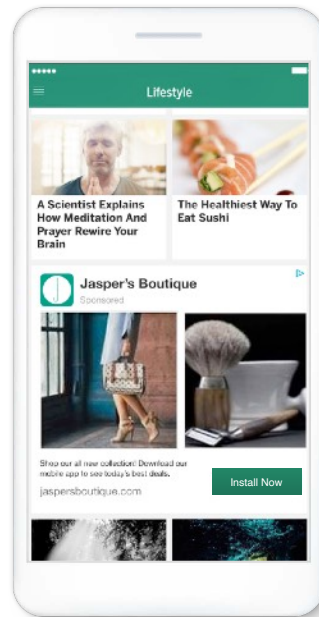 Lifestyle
A Scientist Explains
How Meditation And
Prayer Rewire Your
Brain
The Healthiest Way To
Eat Sushi
Jasper's Boutique
Sponsored
Shop our all new collection! Download our
mobile app to see today's best deals.
jaspersboutique.com
Install Now